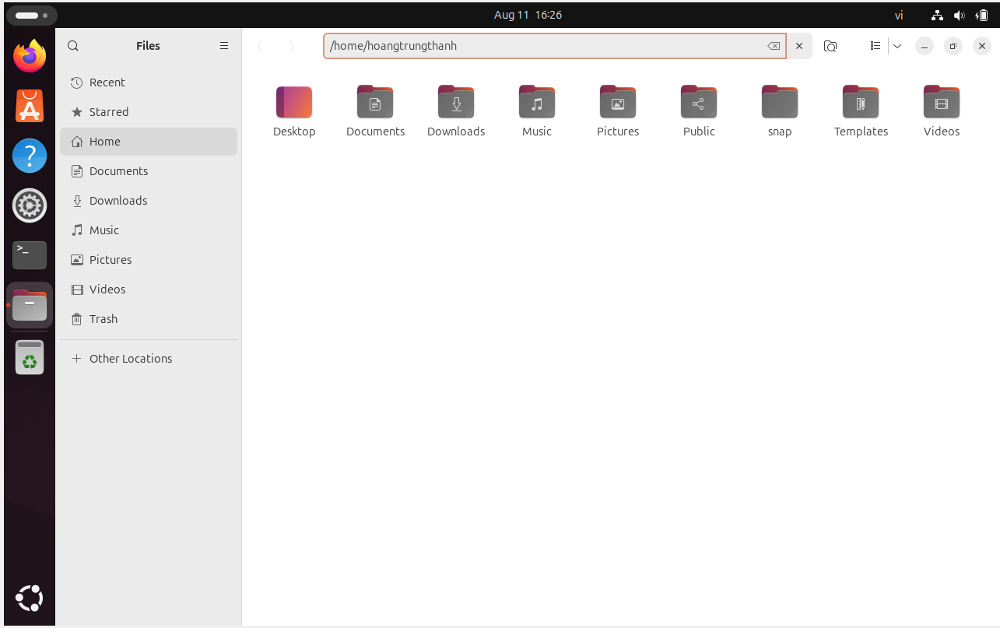 Aug 11 16:26
vi
Files
/home/hoangtrungthanh
Recent
Starred
Home
Documents
Downloads
Music
Pictures
Videos
Trash
Other Locations
Desktop
Documents
Downloads
Music
Pictures
Public
snap
Templates
Videos